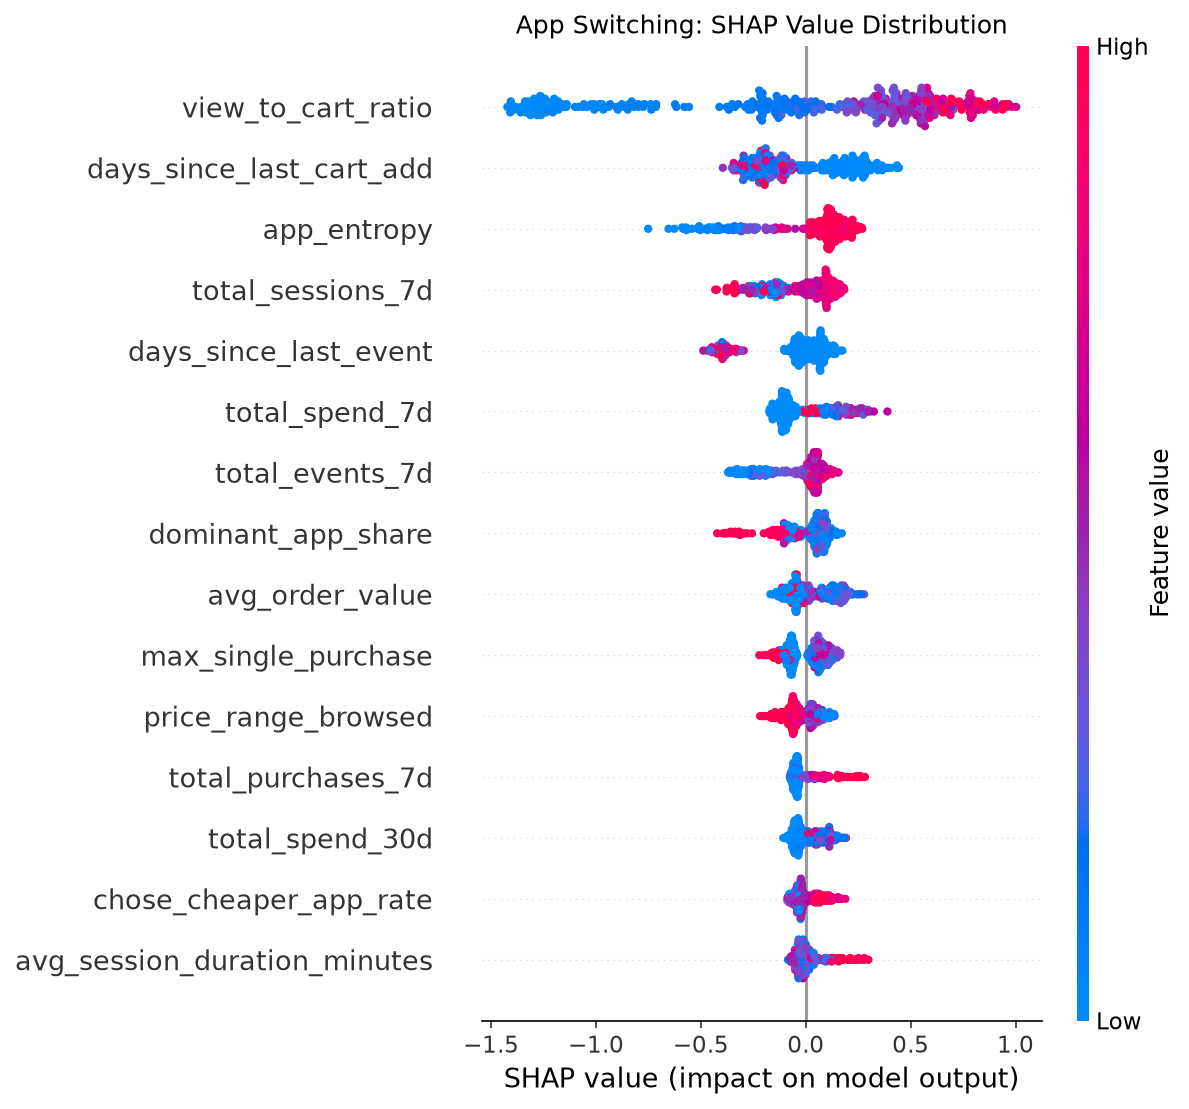 App Switching: SHAP Value Distribution
High
view_to_cart_ratio
days_since_last_cart_add
app_entropy
total_sessions_7d
days_since_last_event
total_spend_7d
total_events_7d
dominant_app_share
avg_order_value
max_single_purchase
price_range_browsed
total_purchases_7d
total_spend_30d
chose_cheaper_app_rate
avg_session_duration_minutes
Feature value
Low
−1.5 −1.0 −0.5 0.0 0.5 1.0
SHAP value (impact on model output)